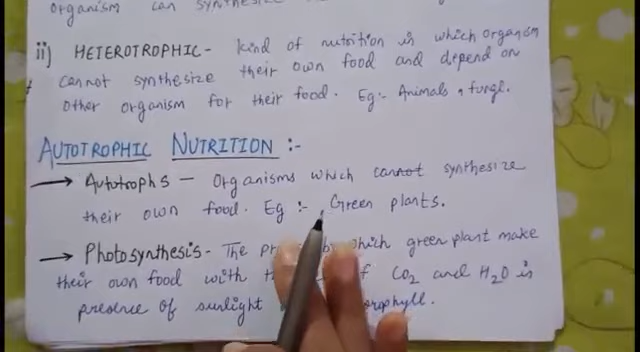 organism can synthesize
ii) HETEROTROPHIC - kind of nutrition in which organism
cannot synthesize their own food and depend on
other organism for their food. Eg:- Animals, fungi.
AUTOTROPHIC NUTRITION :-
→ Autotrophs - Organisms which cannot synthesize
their own food. Eg :- Green plants.
→ Photosynthesis - The which green plant make
their own food with of CO2 and H2O in
presence of sunlight